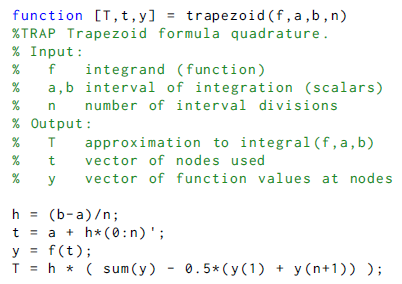 function [T,t,y] = trapezoid(f,a,b,n)
%TRAP Trapezoid formula quadrature.
% Input:
%   f    integrand (function)
%   a,b  interval of integration (scalars)
%   n    number of interval divisions
% Output:
%   T    approximation to integral(f,a,b)
%   t    vector of nodes used
%   y    vector of function values at nodes

h = (b-a)/n;
t = a + h*(0:n)';
y = f(t);
T = h * ( sum(y) - 0.5*(y(1) + y(n+1)) );